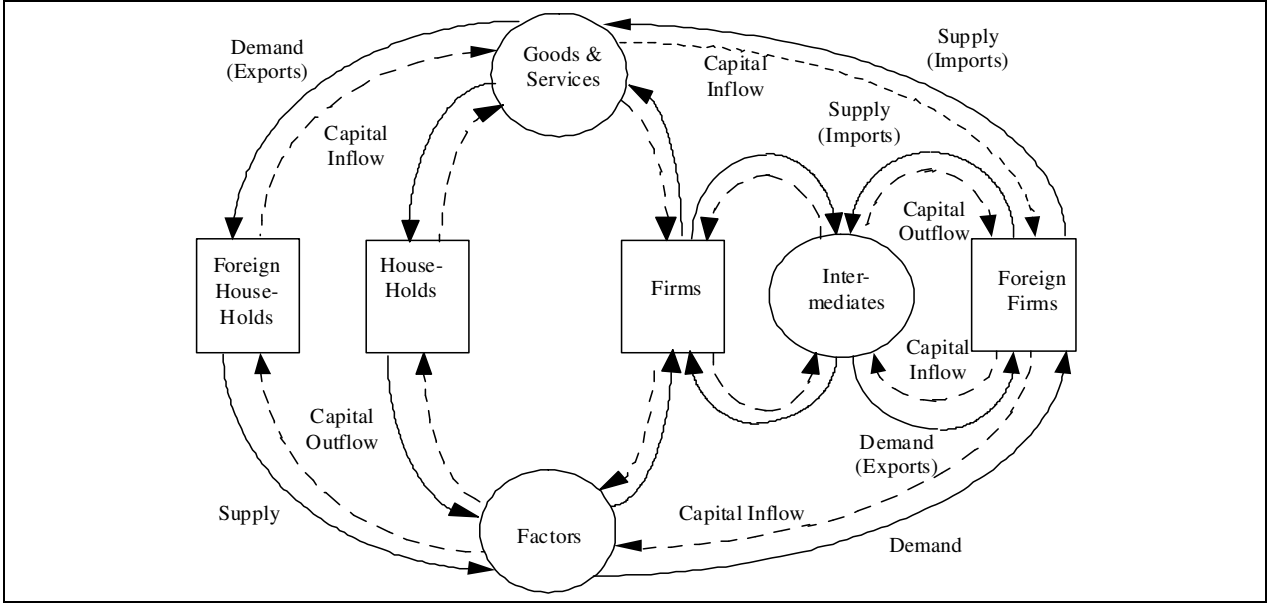 Demand
(Exports)
Goods &
Services
Supply
(Imports)
Capital
Inflow
Supply
(Imports)
Capital
Inflow
Capital
Outflow
Foreign
House-
Holds
House-
Holds
Firms
Inter-
mediates
Foreign
Firms
Capital
Inflow
Capital
Outflow
Demand
(Exports)
Supply
Factors
Capital Inflow
Demand